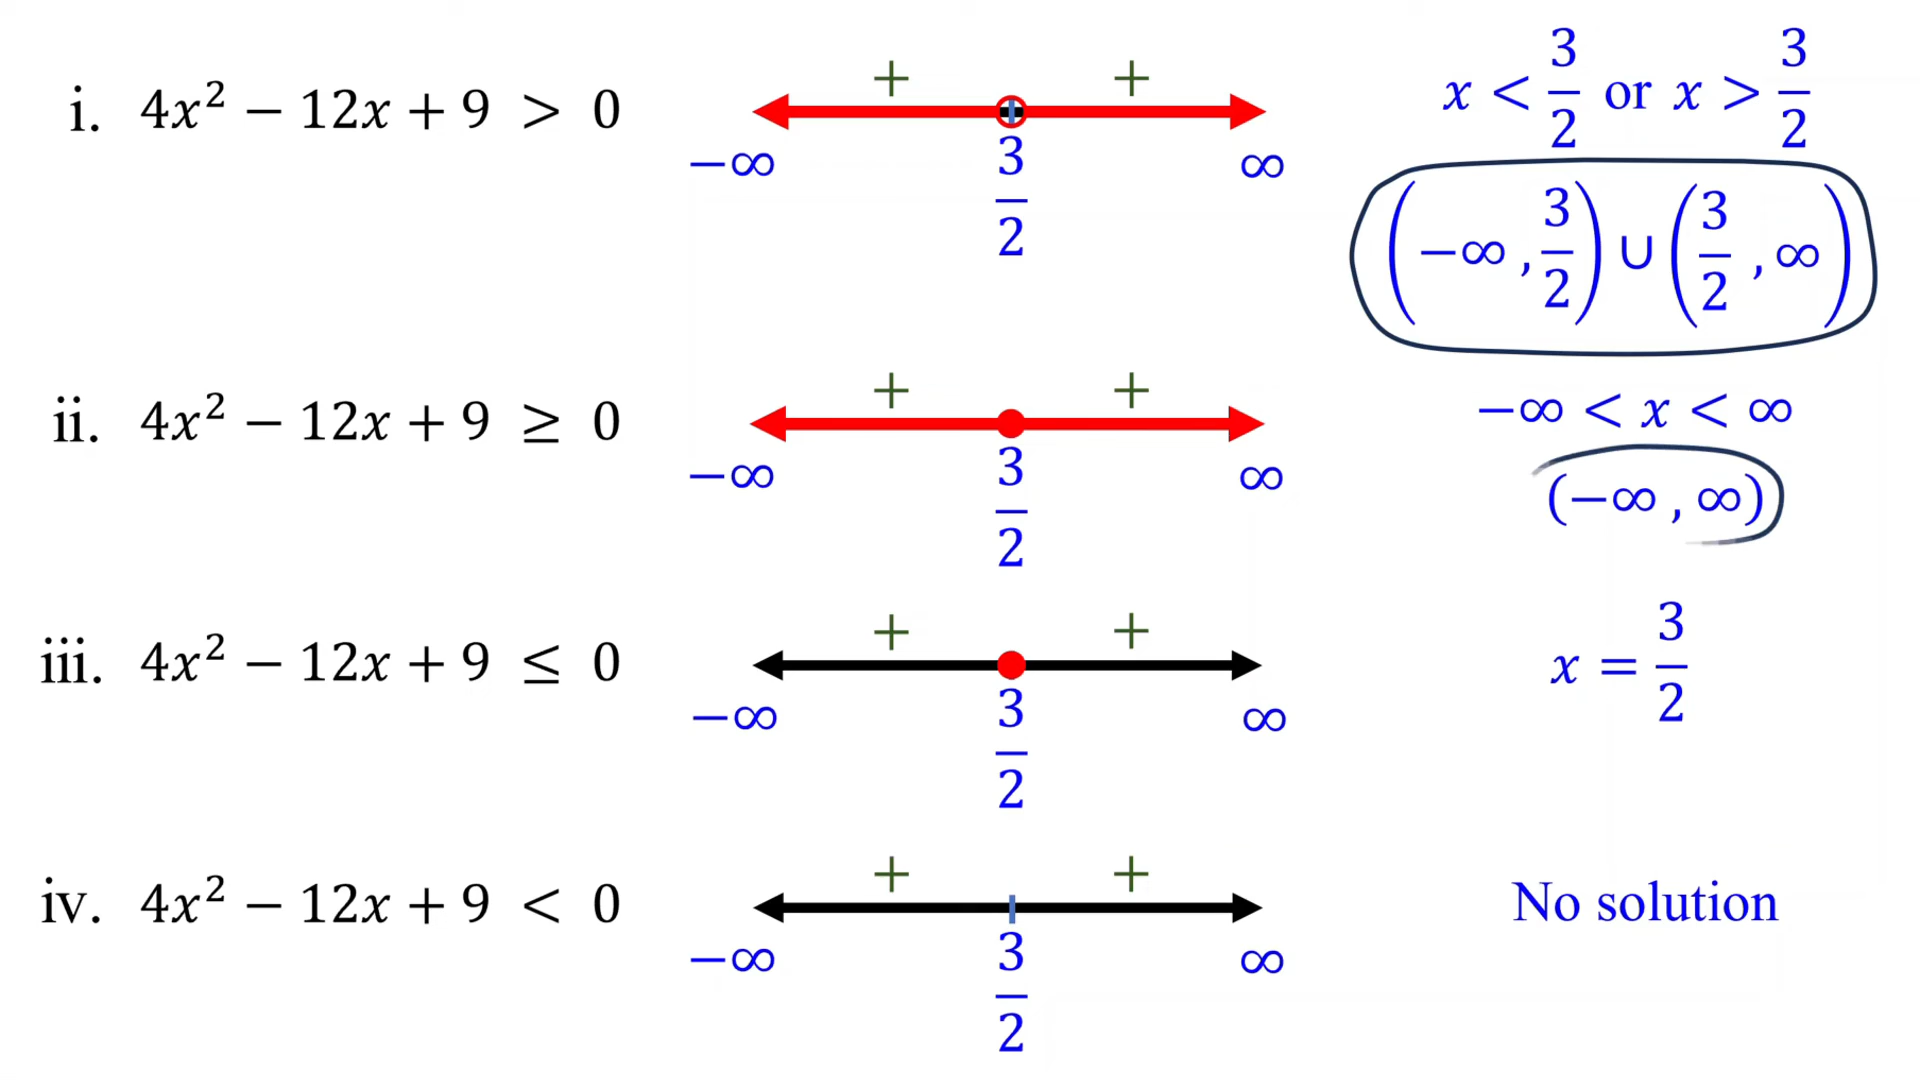 i. 4x² − 12x + 9 > 0
+ +
−∞ 3/2 ∞
x < 3/2 or x > 3/2
(−∞ , 3/2) ∪ (3/2 , ∞)
ii. 4x² − 12x + 9 ≥ 0
+ +
−∞ 3/2 ∞
−∞ < x < ∞
(−∞ , ∞)
iii. 4x² − 12x + 9 ≤ 0
+ +
−∞ 3/2 ∞
x = 3/2
iv. 4x² − 12x + 9 < 0
+ +
−∞ 3/2 ∞
No solution